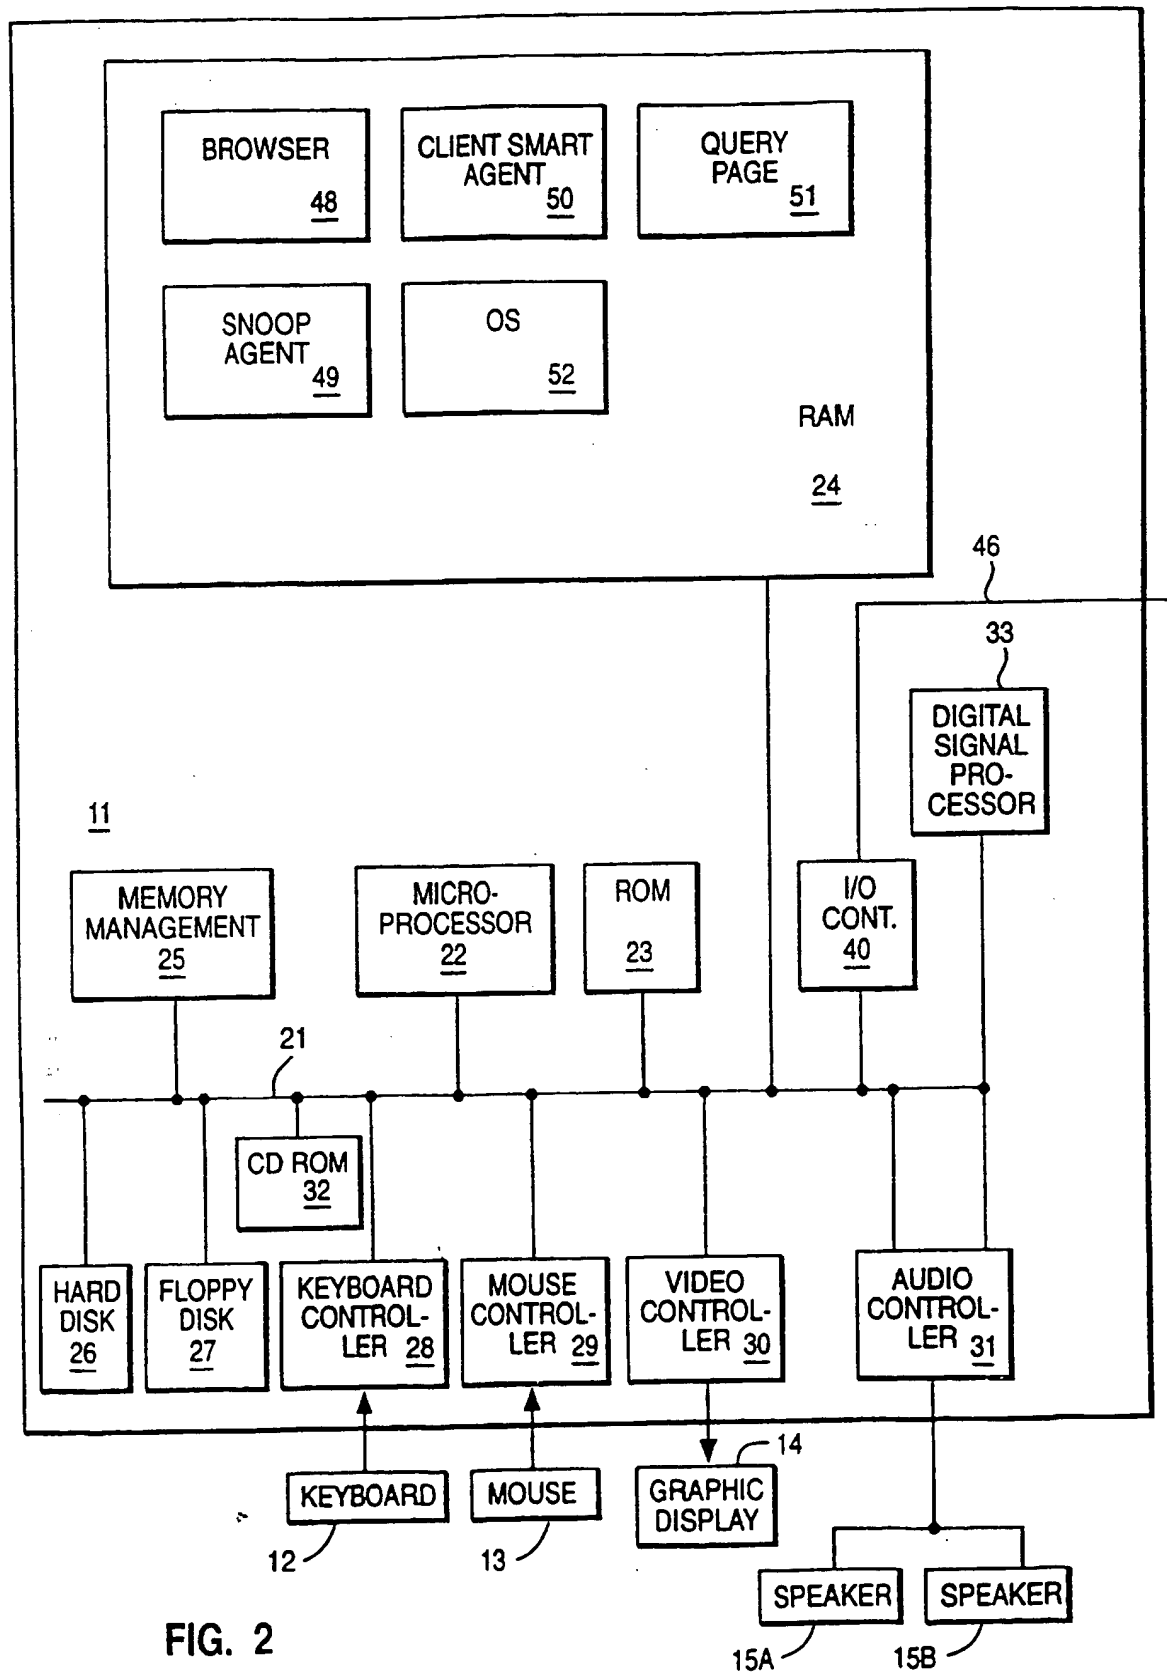 BROWSER
48
CLIENT SMART
AGENT
50
QUERY
PAGE
51
SNOOP
AGENT
49
OS
52
RAM
24
46
33
DIGITAL
SIGNAL
PRO-
CESSOR
11
MEMORY
MANAGEMENT
25
MICRO-
PROCESSOR
22
ROM
23
I/O
CONT.
40
21
CD ROM
32
HARD
DISK
26
FLOPPY
DISK
27
KEYBOARD
CONTROL-
LER 28
MOUSE
CONTROL-
LER 29
VIDEO
CONTROL-
LER 30
AUDIO
CONTROL-
LER 31
KEYBOARD
12
MOUSE
13
14
GRAPHIC
DISPLAY
SPEAKER
15A
SPEAKER
15B
FIG. 2